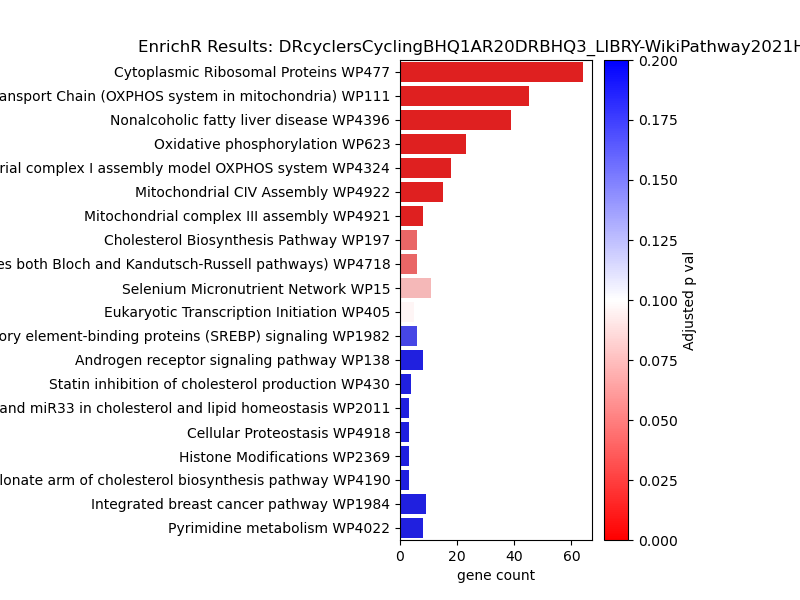 EnrichR Results: DRcyclersCyclingBHQ1AR20DRBHQ3_LIBRY-WikiPathway2021H
Cytoplasmic Ribosomal Proteins WP477
ansport Chain (OXPHOS system in mitochondria) WP111
Nonalcoholic fatty liver disease WP4396
Oxidative phosphorylation WP623
rial complex I assembly model OXPHOS system WP4324
Mitochondrial CIV Assembly WP4922
Mitochondrial complex III assembly WP4921
Cholesterol Biosynthesis Pathway WP197
es both Bloch and Kandutsch-Russell pathways) WP4718
Selenium Micronutrient Network WP15
Eukaryotic Transcription Initiation WP405
ory element-binding proteins (SREBP) signaling WP1982
Androgen receptor signaling pathway WP138
Statin inhibition of cholesterol production WP430
and miR33 in cholesterol and lipid homeostasis WP2011
Cellular Proteostasis WP4918
Histone Modifications WP2369
lonate arm of cholesterol biosynthesis pathway WP4190
Integrated breast cancer pathway WP1984
Pyrimidine metabolism WP4022
0 20 40 60
gene count
0.200
0.175
0.150
0.125
0.100
0.075
0.050
0.025
0.000
Adjusted p val